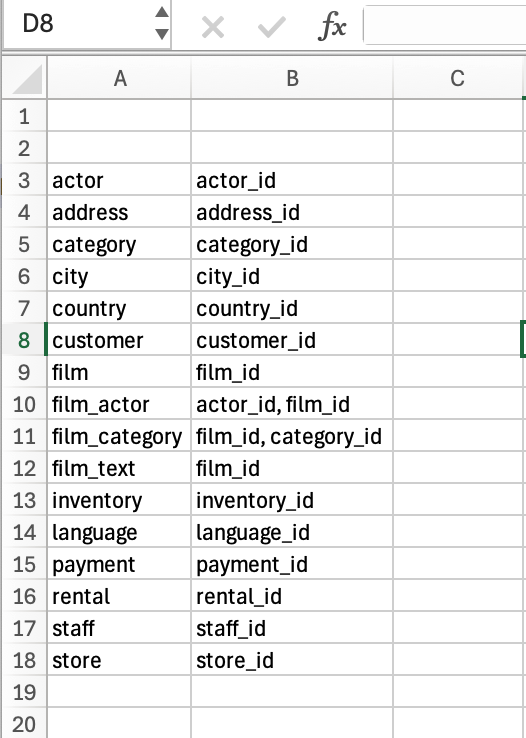 D8 fx
A B C
1
2
3 actor actor_id
4 address address_id
5 category category_id
6 city city_id
7 country country_id
8 customer customer_id
9 film film_id
10 film_actor actor_id, film_id
11 film_category film_id, category_id
12 film_text film_id
13 inventory inventory_id
14 language language_id
15 payment payment_id
16 rental rental_id
17 staff staff_id
18 store store_id
19
20